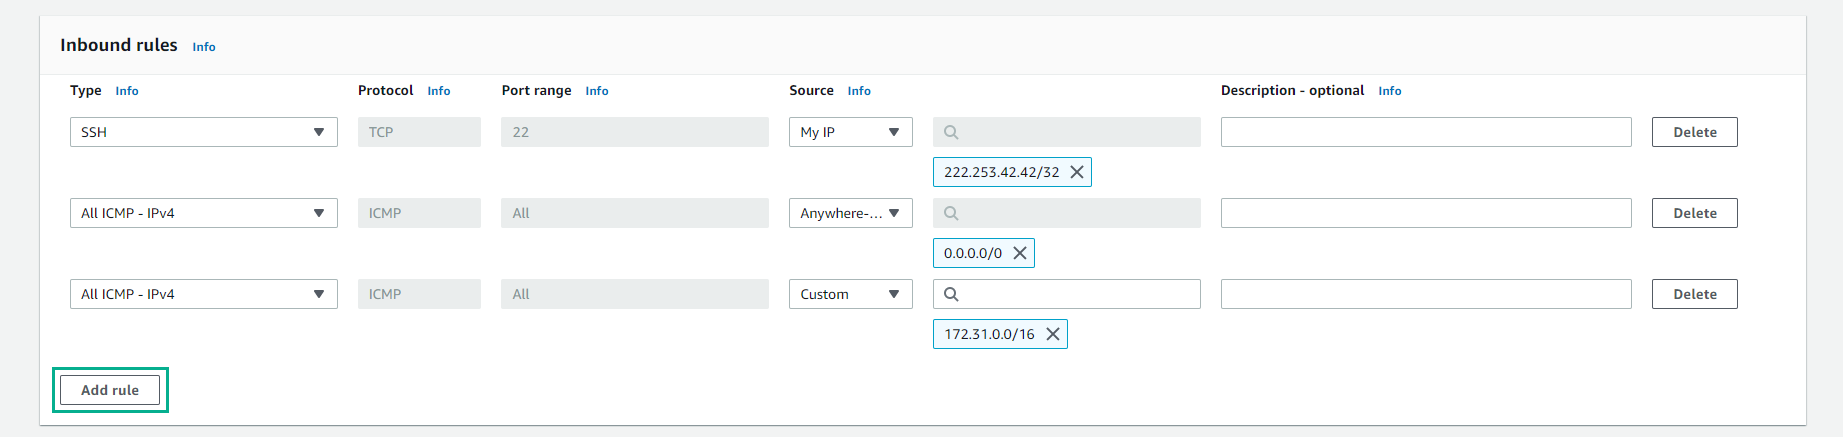 Inbound rules Info
Type Info Protocol Info Port range Info Source Info Description - optional Info
SSH TCP 22 My IP Delete
222.253.42.42/32
All ICMP - IPv4 ICMP All Anywhere-... Delete
0.0.0.0/0
All ICMP - IPv4 ICMP All Custom Delete
172.31.0.0/16
Add rule